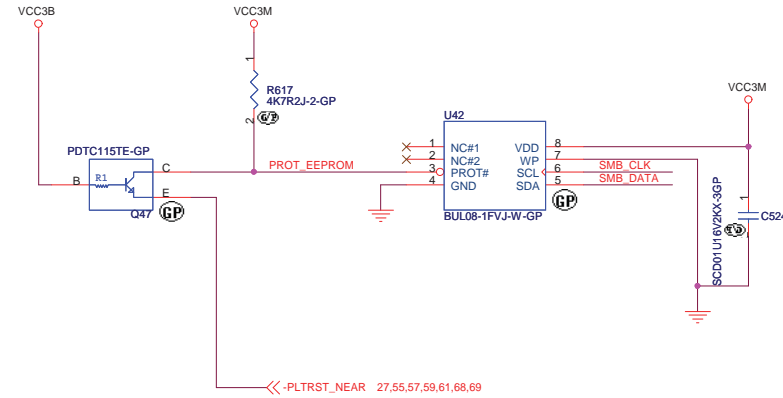 VCC3B
VCC3M
1
R617
4K7R2J-2-GP
2
VCC3M
U42
PDTC115TE-GP
1 NC#1 VDD 8
2 NC#2 WP 7
C PROT_EEPROM 3 PROT# SCL 6 SMB_CLK
B R1
4 GND SDA 5 SMB_DATA
E
1
Q47 GP
BUL08-1FVJ-W-GP GP
C524
SCD01U16V2KX-3GP
-PLTRST_NEAR 27,55,57,59,61,68,69